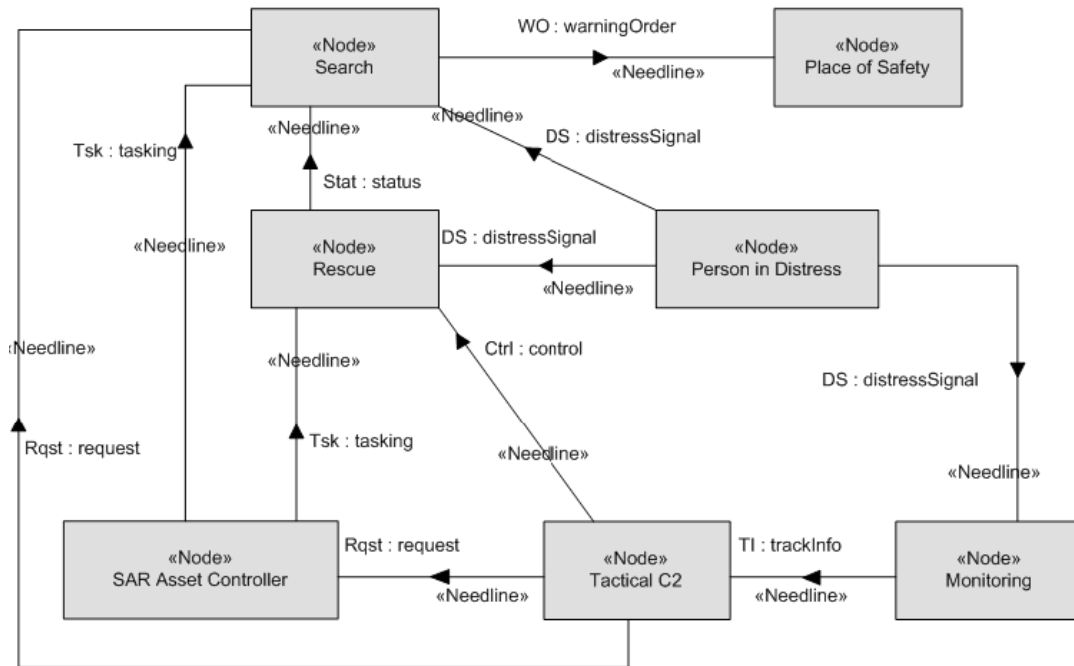 WO : warningOrder
«Node»
Search
«Needline»
«Node»
Place of Safety
«Needline»
«Needline»
DS : distressSignal
Tsk : tasking
Stat : status
«Needline»
«Node»
Rescue
DS : distressSignal
«Needline»
«Node»
Person in Distress
«Needline»
«Needline»
Ctrl : control
DS : distressSignal
Rqst : request
Tsk : tasking
«Needline»
«Needline»
«Node»
SAR Asset Controller
Rqst : request
«Needline»
«Node»
Tactical C2
TI : trackInfo
«Needline»
«Node»
Monitoring